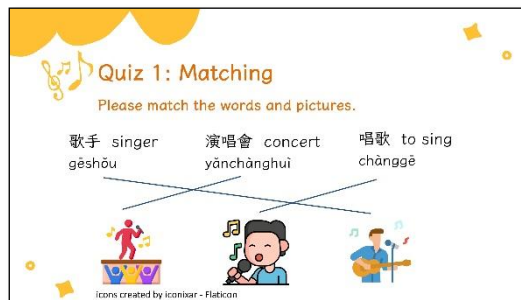 Quiz 1: Matching
Please match the words and pictures.
歌手 singer 演唱會 concert 唱歌 to sing
gēshǒu yǎnchànghuì chànggē
icons created by iconixar - Flaticon